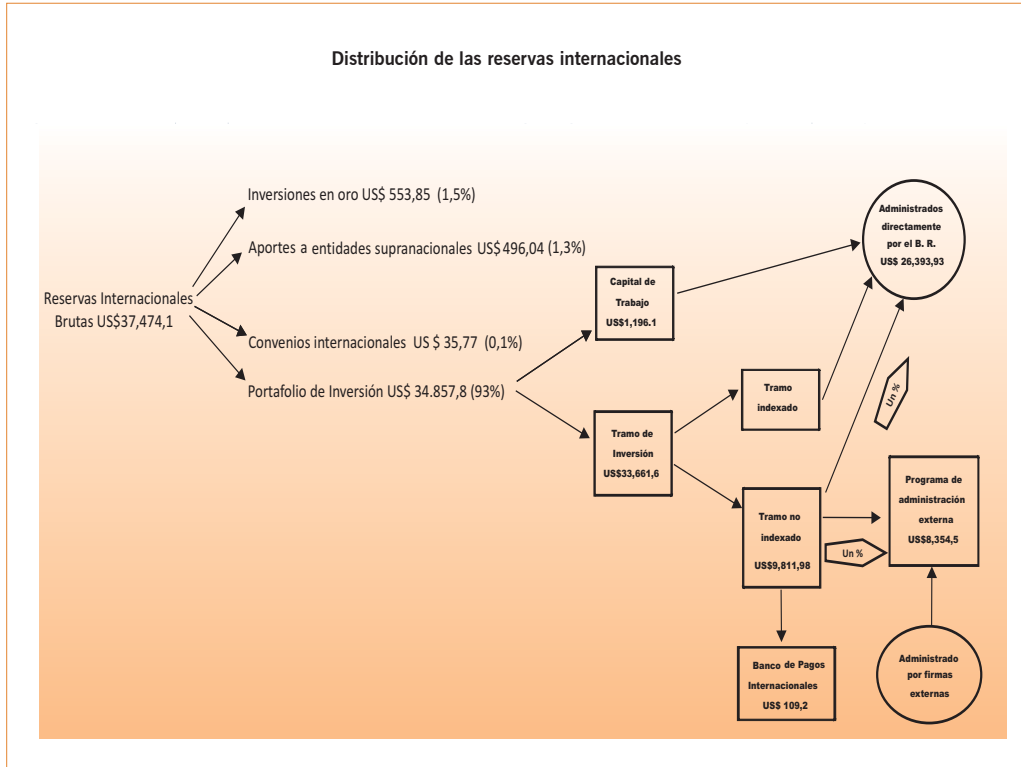 Distribución de las reservas internacionales
Inversiones en oro US$ 553,85 (1,5%)
Aportes a entidades supranacionales US$ 496,04 (1,3%)
Reservas Internacionales
Brutas US$37,474,1
Convenios internacionales US $ 35,77 (0,1%)
Portafolio de Inversión US$ 34.857,8 (93%)
Capital de
Trabajo
US$1,196.1
Tramo de
Inversión
US$33,661,6
Tramo
indexado
Tramo no
indexado
US$9,811,98
Banco de Pagos
Internacionales
US$ 109,2
Administrados
directamente
por el B. R.
US$ 26,393,93
Un %
Un %
Programa de
administración
externa
US$8,354,5
Administrado
por firmas
externas